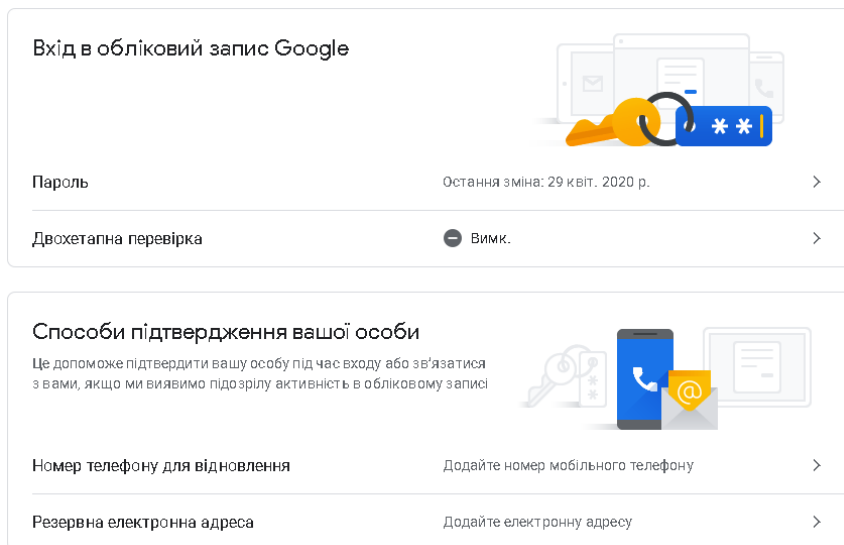 Вхід в обліковий запис Google
**
Пароль
Остання зміна: 29 квіт. 2020 р.
Двохетапна перевірка
Вимк.
Способи підтвердження вашої особи
Це допоможе підтвердити вашу особу під час входу або зв'язатися
з вами, якщо ми виявимо підозрілу активність в обліковому записі
@
Номер телефону для відновлення
Додайте номер мобільного телефону
Резервна електронна адреса
Додайте електронну адресу